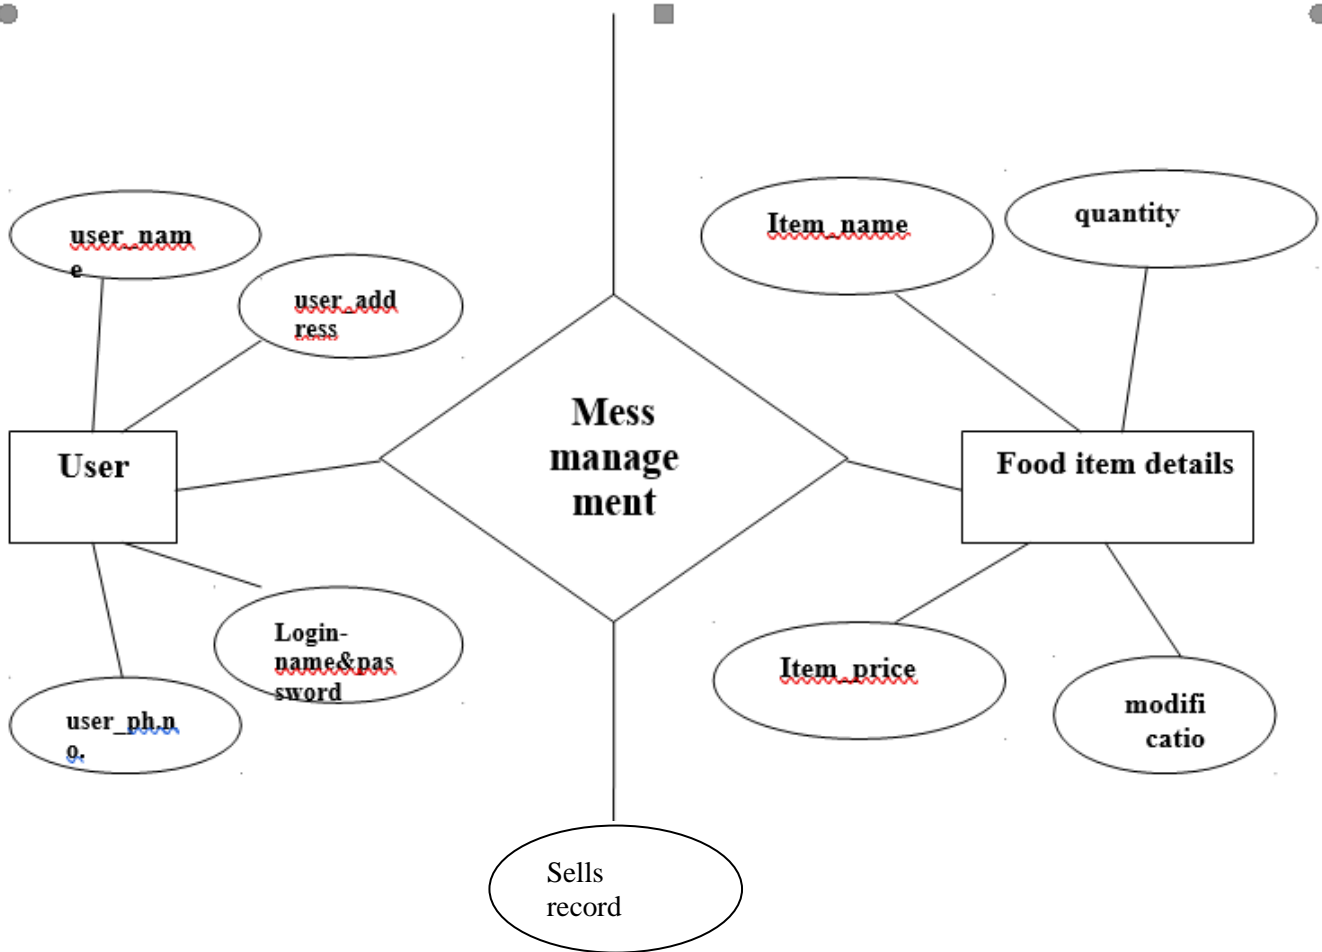 user_nam
e
user_add
ress
Item_name
quantity
Mess
manage
ment
User
Food item details
Login-
name&pas
sword
user_ph.n
o.
Item_price
modifi
catio
Sells
record